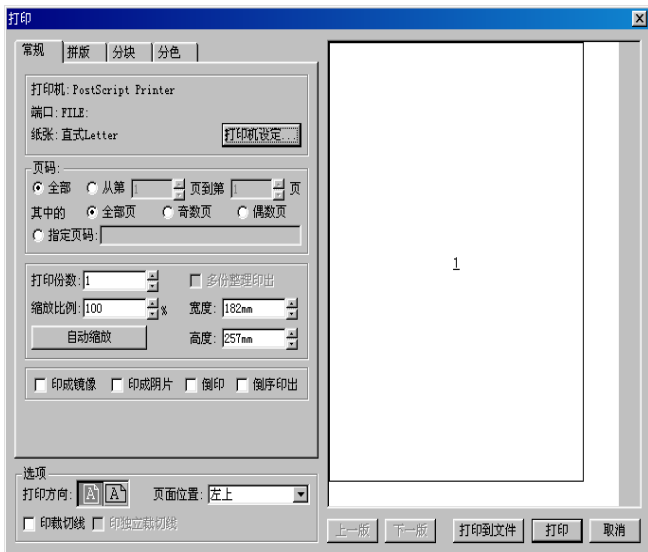 打印
常规 拼版 分块 分色
打印机: PostScript Printer
端口: FILE:
纸张: 直式Letter 打印机设定...
页码:
全部 从第 1 页到第 1 页
其中的 全部页 奇数页 偶数页
指定页码:
打印份数: 1 多份整理印出
缩放比例: 100 % 宽度: 182mm
自动缩放 高度: 257mm
印成镜像 印成阴片 倒印 倒序印出
1
选项
打印方向: A A 页面位置: 左上
印裁切线 印独立裁切线
上一版 下一版 打印到文件 打印 取消